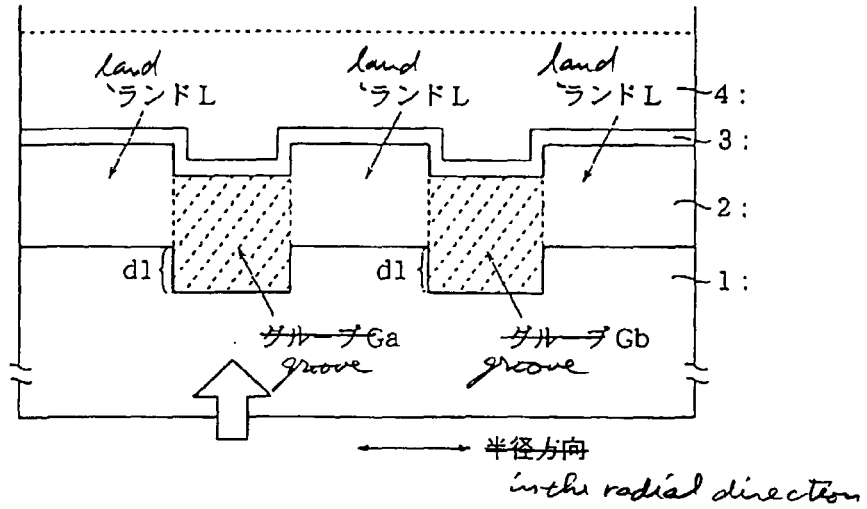 land land land
ランドL ランドL ランドL
4:
3:
2:
d1 d1
1:
グルーブGa グルーブGb
groove groove
半径方向
in the radial direction